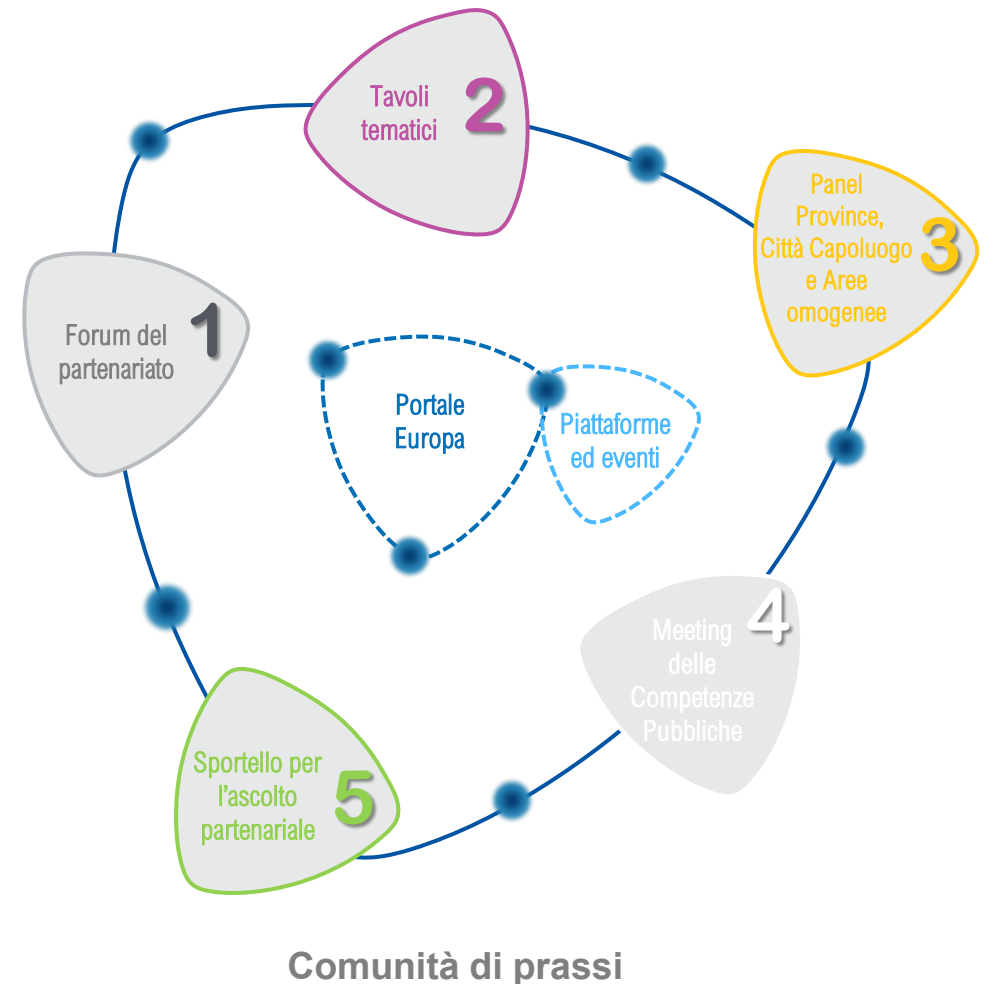 Tavoli
tematici
2
Panel
Province,
Città Capoluogo
e Aree
omogenee
3
Forum del
partenariato
1
Portale
Europa
Piattaforme
ed eventi
Meeting
delle
Competenze
Pubbliche
4
Sportello per
l'ascolto
partenariale
5
Comunità di prassi